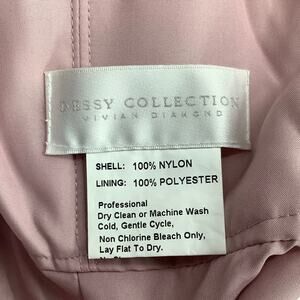 DESSY COLLECTION
VIVIAN DIAMOND
SHELL: 100% NYLON
LINING: 100% POLYESTER
Professional
Dry Clean or Machine Wash
Cold, Gentle Cycle,
Non Chlorine Bleach Only,
Lay Flat To Dry.